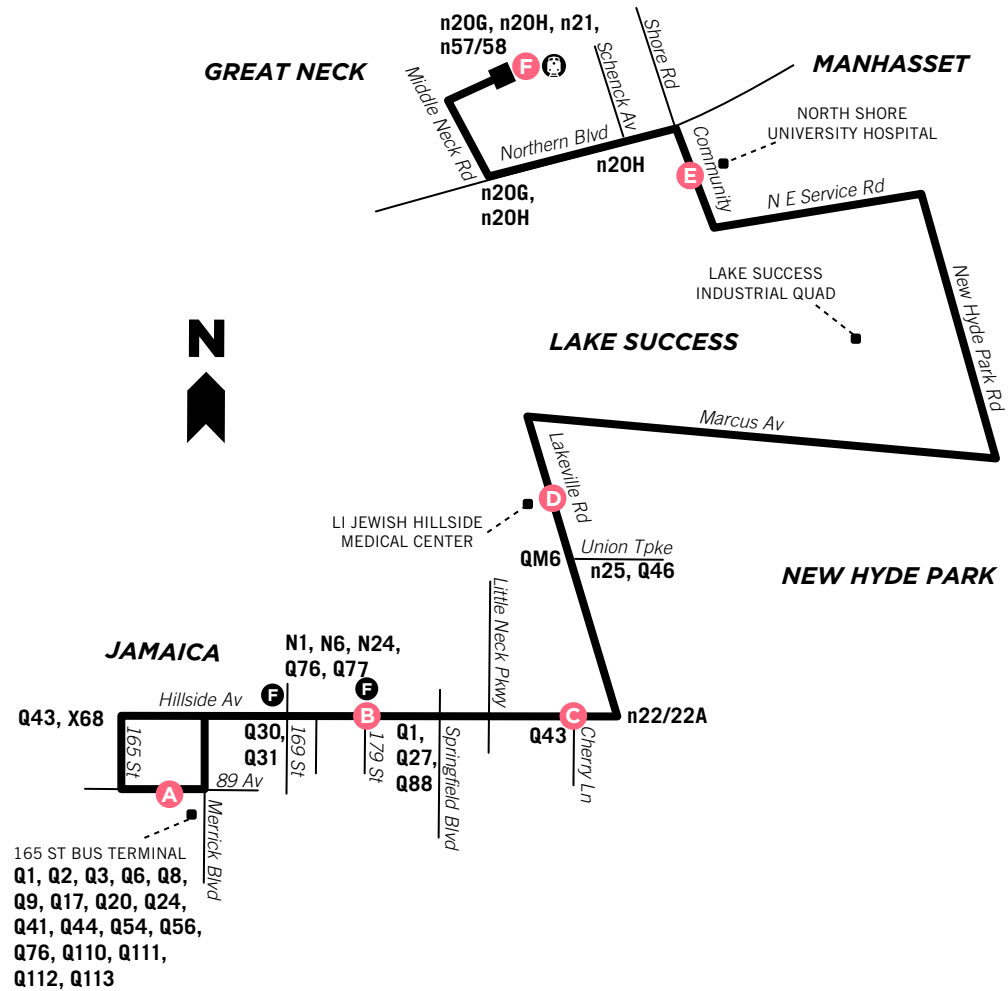 n20G, n20H, n21,
n57/58
F
GREAT NECK
Middle Neck Rd
Schenck Av
Shore Rd
MANHASSET
NORTH SHORE
UNIVERSITY HOSPITAL
Northern Blvd
n20H
Community
E
n20G,
n20H
N E Service Rd
LAKE SUCCESS
INDUSTRIAL QUAD
New Hyde Park Rd
N
LAKE SUCCESS
Marcus Av
Lakeville Rd
D
LI JEWISH HILLSIDE
MEDICAL CENTER
Union Tpke
QM6
n25, Q46
NEW HYDE PARK
Little Neck Pkwy
JAMAICA
N1, N6, N24,
Q76, Q77
Hillside Av
F
F
Q43, X68
B
C
n22/22A
165 St
Q30,
Q31
169 St
179 St
Q1,
Q27,
Q88
Springfield Blvd
Q43
Cherry Ln
89 Av
A
Merrick Blvd
165 ST BUS TERMINAL
Q1, Q2, Q3, Q6, Q8,
Q9, Q17, Q20, Q24,
Q41, Q44, Q54, Q56,
Q76, Q110, Q111,
Q112, Q113